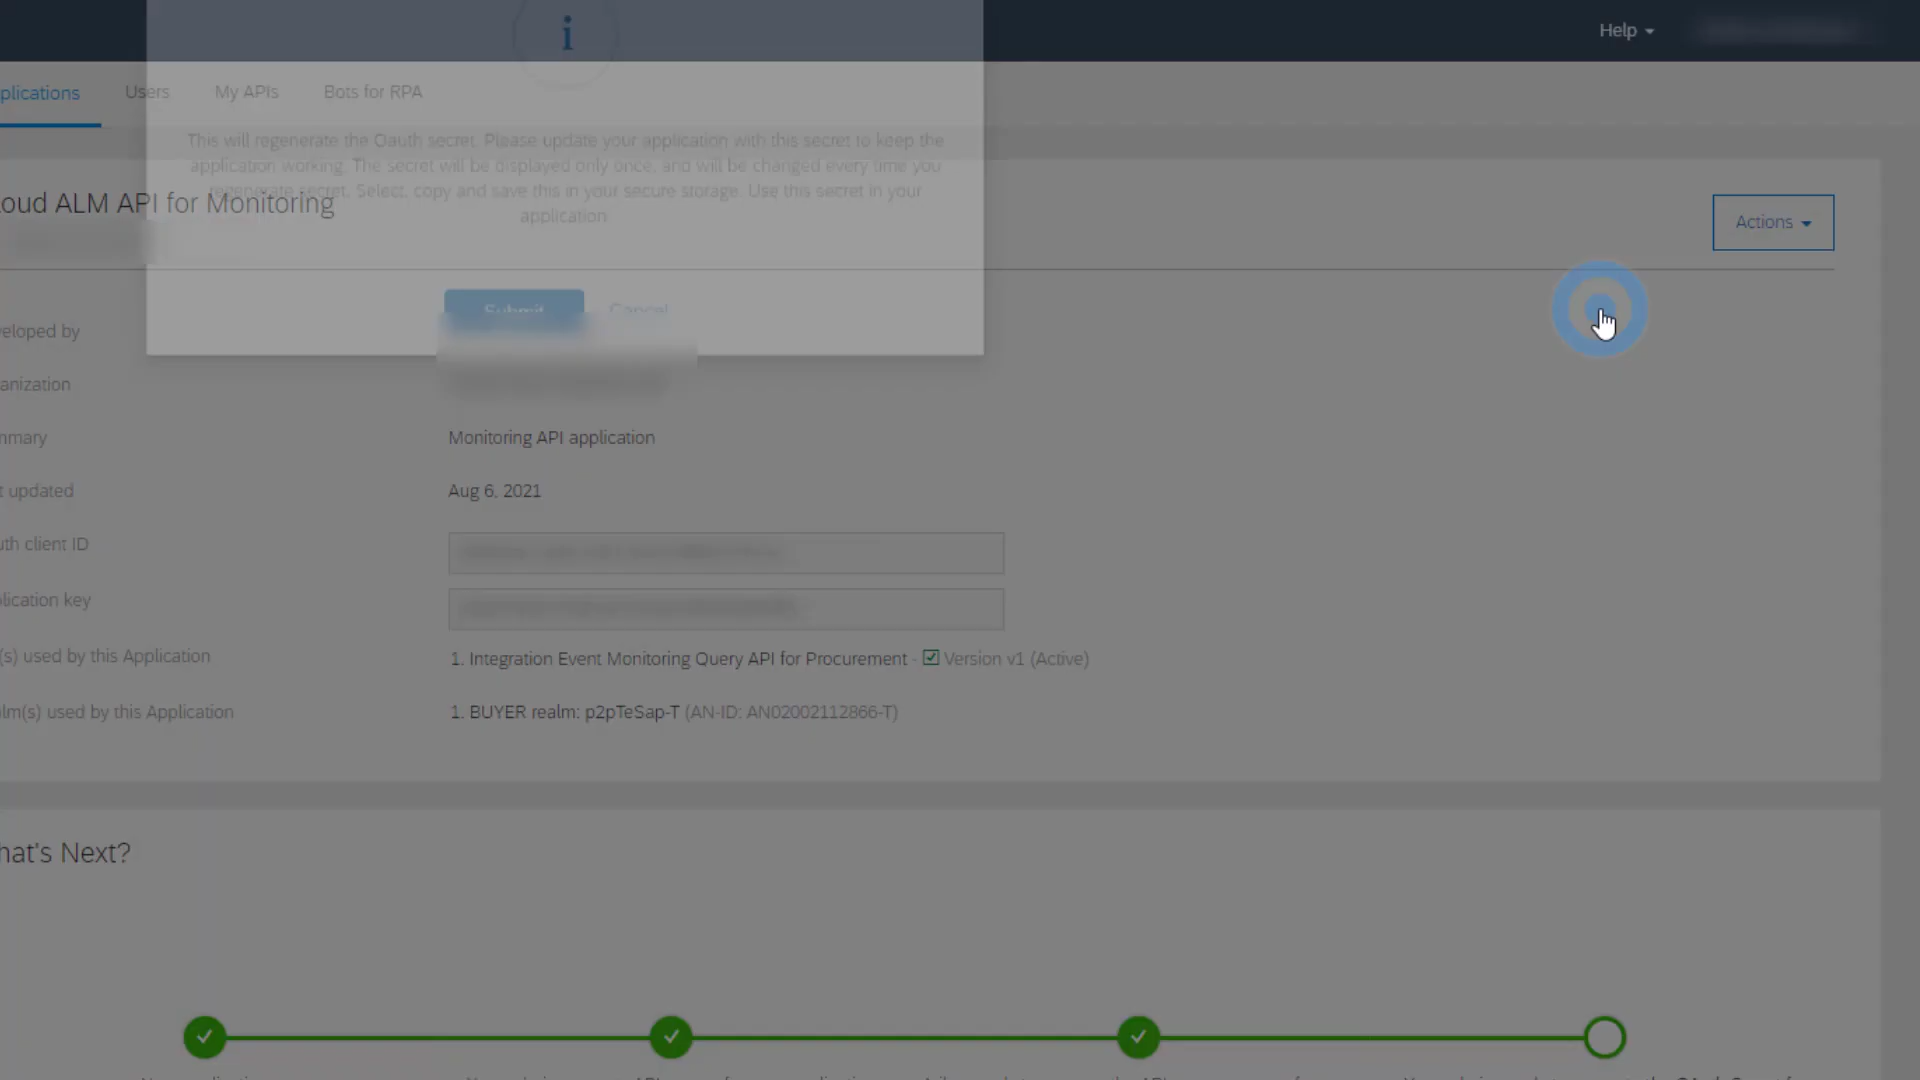 i
Help
plications Users My APIs Bots for RPA
This will regenerate the Oauth secret. Please update your application with this secret to keep the
application working. The secret will be displayed only once, and will be changed every time you
regenerate secret. Select, copy and save this in your secure storage. Use this secret in your
application.
oud ALM API for Monitoring
Actions
Submit Cancel
eloped by
anization
mmary Monitoring API application
t updated Aug 6, 2021
uth client ID
lication key
(s) used by this Application 1. Integration Event Monitoring Query API for Procurement - Version v1 (Active)
lm(s) used by this Application 1. BUYER realm: p2pTeSap-T (AN-ID: AN02002112866-T)
hat's Next?